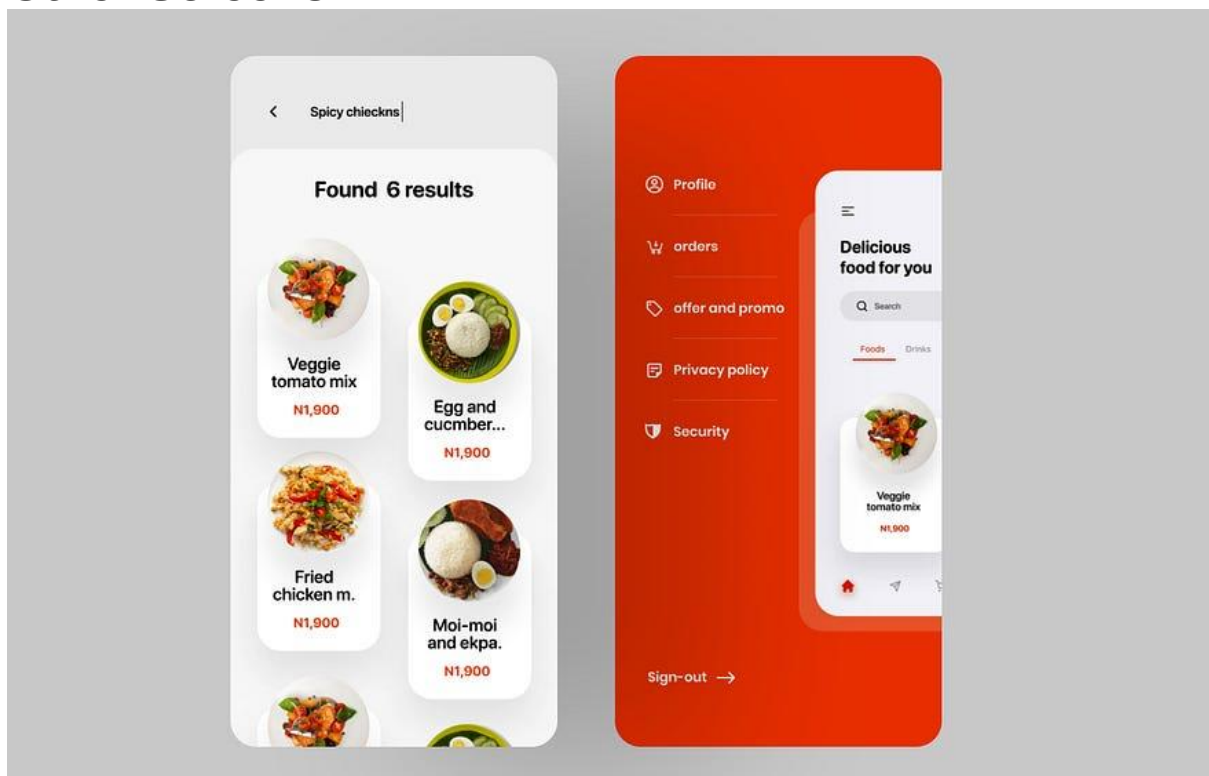 Spicy chieckns
Found 6 results
Veggie
tomato mix
N1,900
Egg and
cucmber...
N1,900
Fried
chicken m.
N1,900
Moi-moi
and ekpa.
N1,900
Profile
orders
offer and promo
Privacy policy
Security
Sign-out
Delicious
food for you
Search
Foods Drinks
Veggie
tomato mix
N1,900